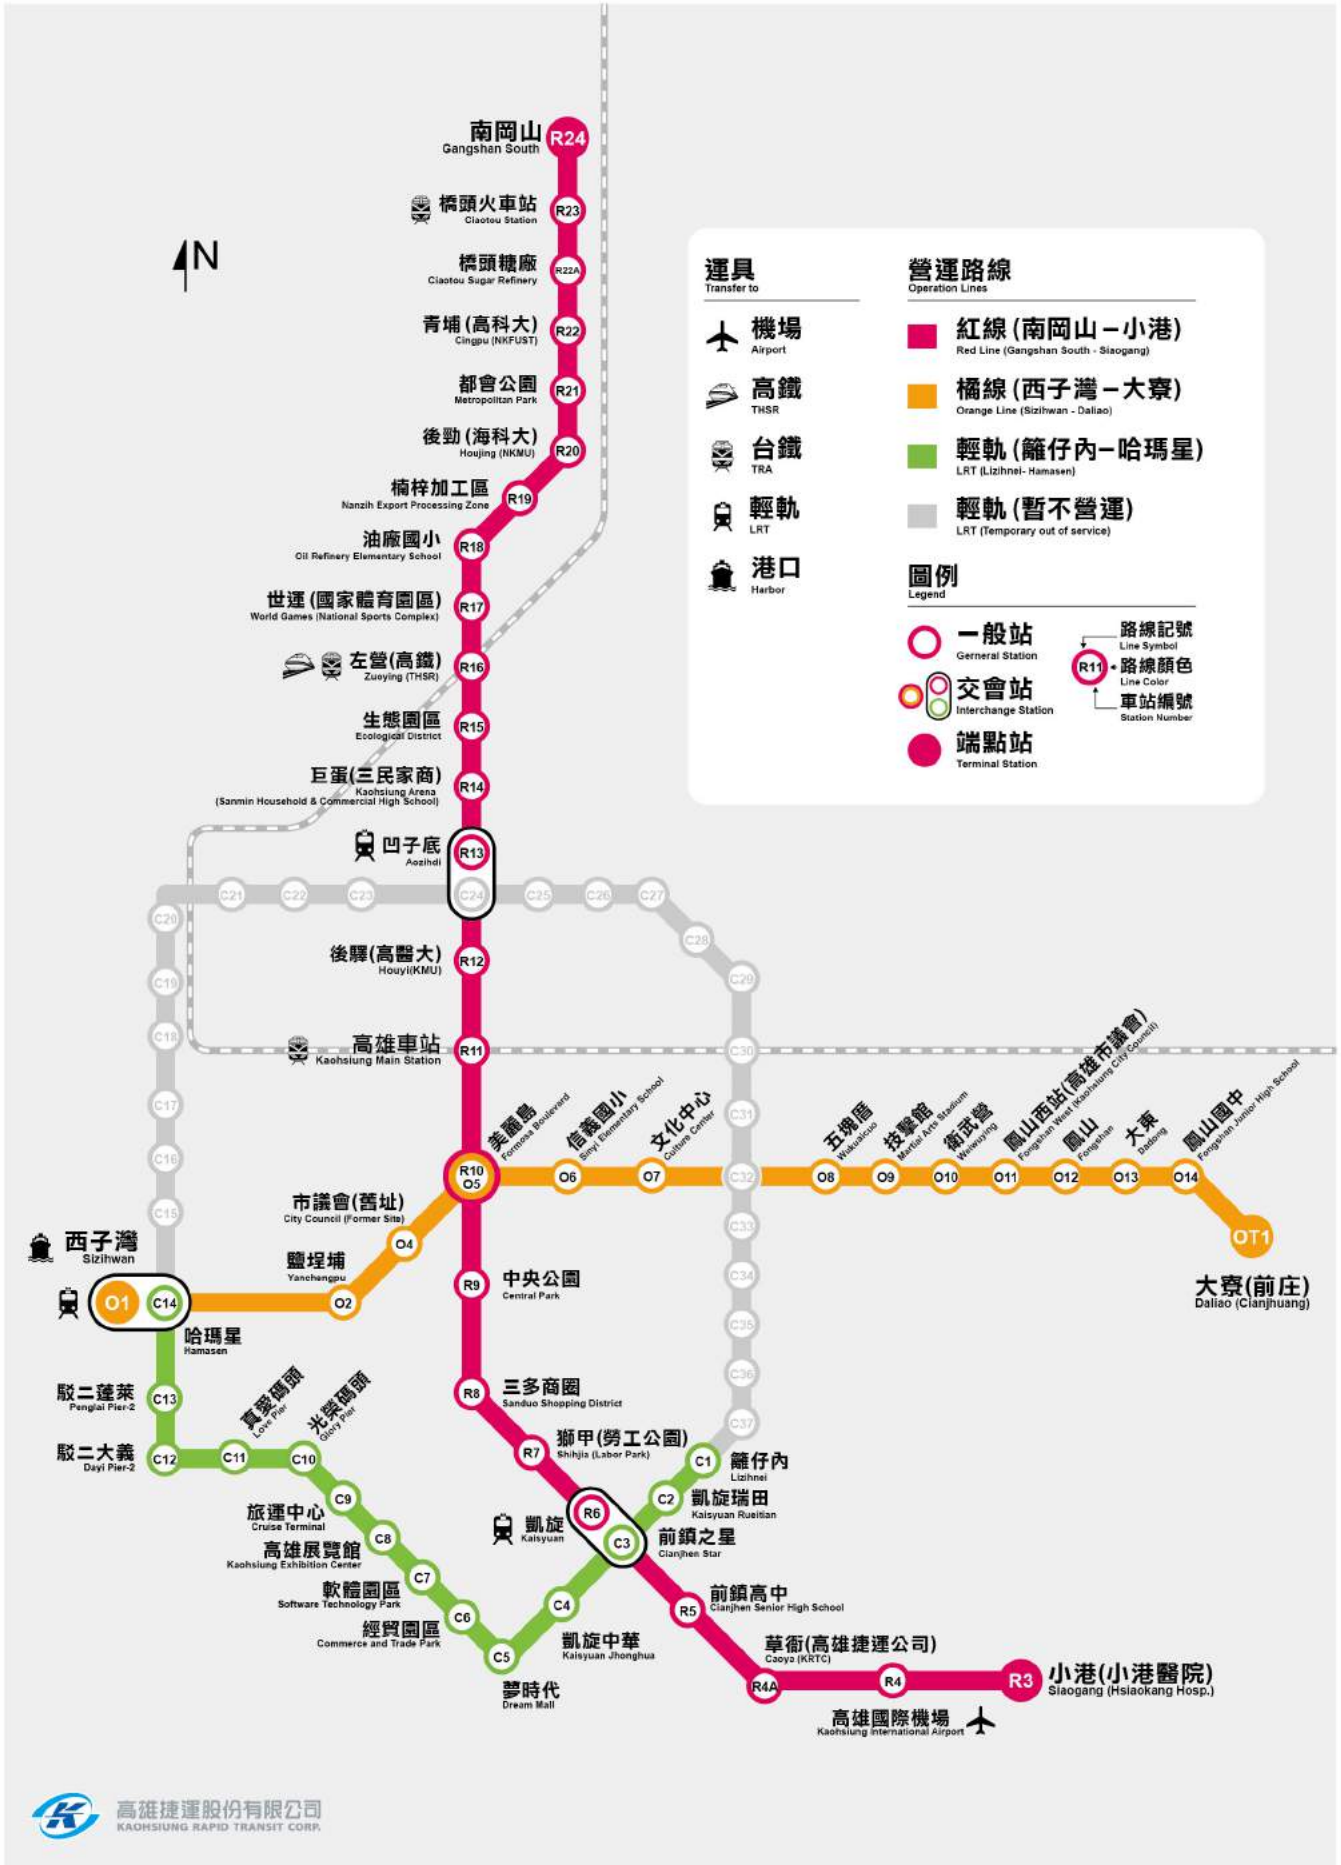 南岡山
Gangshan South
R24
橋頭火車站
Ciaotou Station
R23
橋頭糖廠
Ciaotou Sugar Refinery
R22A
青埔(高科大)
Cingpu (NKFUST)
R22
都會公園
Metropolitan Park
R21
後勁(海科大)
Houjing (NKMU)
R20
楠梓加工區
Nanzih Export Processing Zone
R19
油廠國小
Oil Refinery Elementary School
R18
世運(國家體育園區)
World Games (National Sports Complex)
R17
左營(高鐵)
Zuoying (THSR)
R16
生態園區
Ecological District
R15
巨蛋(三民家商)
Kaohsiung Arena
(Sanmin Household & Commercial High School)
R14
凹子底
Aozihdi
R13
N
運具
Transfer to
機場
Airport
高鐵
THSR
台鐵
TRA
輕軌
LRT
港口
Harbor
營運路線
Operation Lines
紅線(南岡山－小港)
Red Line (Gangshan South - Siaogang)
橘線(西子灣－大寮)
Orange Line (Sizihwan - Daliao)
輕軌(籬仔內－哈瑪星)
LRT (Lizihnei- Hamasen)
輕軌(暫不營運)
LRT (Temporary out of service)
圖例
Legend
一般站
Gerneral Station
交會站
Interchange Station
端點站
Terminal Station
R11
路線記號
Line Symbol
路線顏色
Line Color
車站編號
Station Number
C20
C21
C22
C23
C24
C25
C26
C27
C28
C29
C19
C18
C17
C16
C15
C30
C31
C32
C33
C34
C35
C36
C37
後驛(高醫大)
Houyi(KMU)
R12
高雄車站
Kaohsiung Main Station
R11
美麗島
Formosa Boulevard
R10
O5
信義國小
Sinyi Elementary School
O6
文化中心
Culture Center
O7
五塊厝
Wukuaicuo
O8
技擊館
Martial Arts Stadium
O9
衛武營
Weiwuying
O10
鳳山西站(高雄市議會)
Fongshan West (Kaohsiung City Council)
O11
鳳山
Fongshan
O12
大東
Dadong
O13
鳳山國中
Fongshan Junior High School
O14
OT1
大寮(前庄)
Daliao (Cianjhuang)
市議會(舊址)
City Council (Former Site)
O4
鹽埕埔
Yanchengpu
O2
西子灣
Sizihwan
O1
C14
哈瑪星
Hamasen
中央公園
Central Park
R9
三多商圈
Sanduo Shopping District
R8
獅甲(勞工公園)
Shihjia (Labor Park)
R7
凱旋
Kaisyuan
R6
駁二蓬萊
Penglai Pier-2
C13
駁二大義
Dayi Pier-2
C12
真愛碼頭
Love Pier
C11
光榮碼頭
Glory Pier
C10
旅運中心
Cruise Terminal
C9
高雄展覽館
Kaohsiung Exhibition Center
C8
軟體園區
Software Technology Park
C7
經貿園區
Commerce and Trade Park
C6
夢時代
Dream Mall
C5
凱旋中華
Kaisyuan Jhonghua
C4
前鎮之星
Cianjhen Star
C3
凱旋瑞田
Kaisyuan Rueitian
C2
籬仔內
Lizihnei
C1
前鎮高中
Cianjhen Senior High School
R5
草衙(高雄捷運公司)
Caoya (KRTC)
R4A
R4
高雄國際機場
Kaohsiung International Airport
R3
小港(小港醫院)
Siaogang (Hsiaokang Hosp.)
高雄捷運股份有限公司
KAOHSIUNG RAPID TRANSIT CORP.